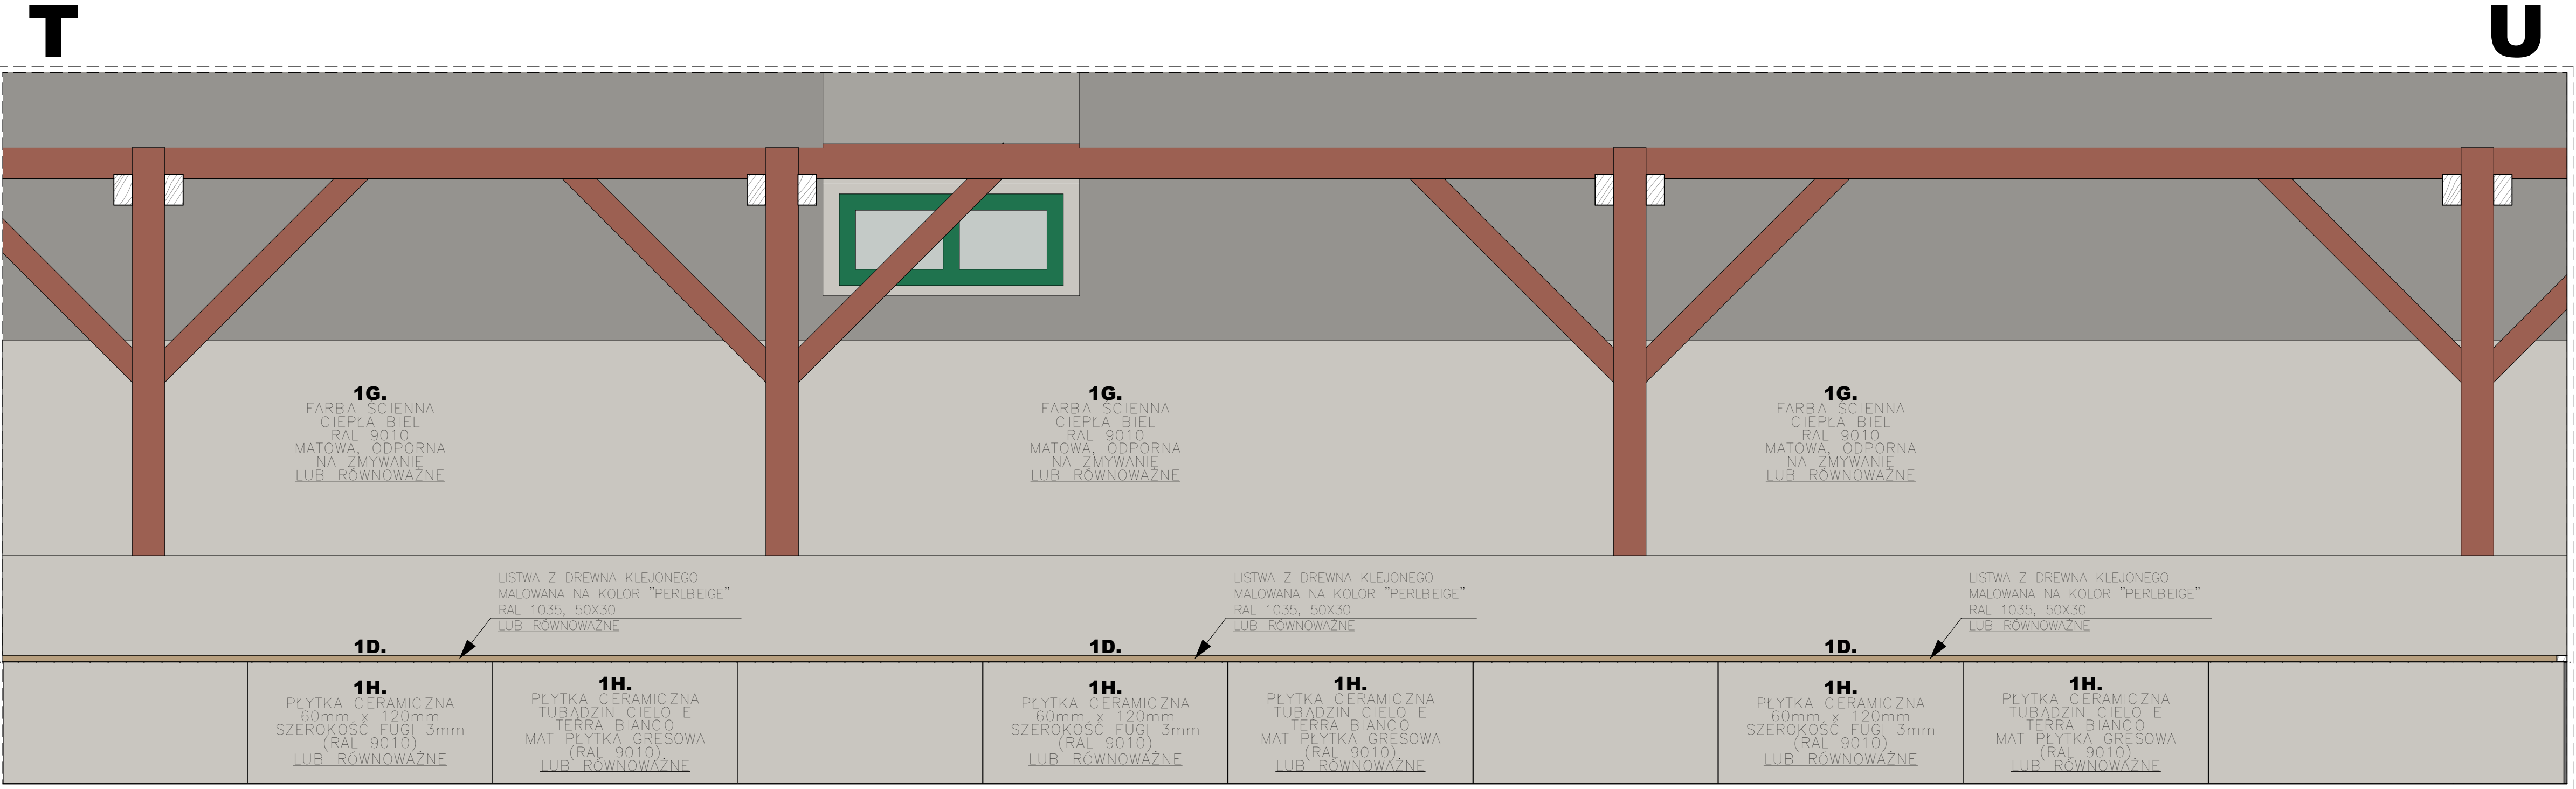 T
U
1G.
FARBA ŚCIENNA
CIEPŁA BIEL
RAL 9010
MATOWA, ODPORNA
NA ZMYWANIE
LUB RÓWNOWAŻNE
1G.
FARBA ŚCIENNA
CIEPŁA BIEL
RAL 9010
MATOWA, ODPORNA
NA ZMYWANIE
LUB RÓWNOWAŻNE
1G.
FARBA ŚCIENNA
CIEPŁA BIEL
RAL 9010
MATOWA, ODPORNA
NA ZMYWANIE
LUB RÓWNOWAŻNE
LISTWA Z DREWNA KLEJONEGO
MALOWANA NA KOLOR "PERLBEIGE"
RAL 1035, 50X30
LUB RÓWNOWAŻNE
LISTWA Z DREWNA KLEJONEGO
MALOWANA NA KOLOR "PERLBEIGE"
RAL 1035, 50X30
LUB RÓWNOWAŻNE
LISTWA Z DREWNA KLEJONEGO
MALOWANA NA KOLOR "PERLBEIGE"
RAL 1035, 50X30
LUB RÓWNOWAŻNE
1D.
1D.
1D.
1H.
PŁYTKA CERAMICZNA
60mm x 120mm
SZEROKOŚĆ FUGI 3mm
(RAL 9010)
LUB RÓWNOWAŻNE
1H.
PŁYTKA CERAMICZNA
TUBĄDZIN CIELO E
TERRA BIANCO
MAT PŁYTKA GRESOWA
(RAL 9010)
LUB RÓWNOWAŻNE
1H.
PŁYTKA CERAMICZNA
60mm x 120mm
SZEROKOŚĆ FUGI 3mm
(RAL 9010)
LUB RÓWNOWAŻNE
1H.
PŁYTKA CERAMICZNA
TUBĄDZIN CIELO E
TERRA BIANCO
MAT PŁYTKA GRESOWA
(RAL 9010)
LUB RÓWNOWAŻNE
1H.
PŁYTKA CERAMICZNA
60mm x 120mm
SZEROKOŚĆ FUGI 3mm
(RAL 9010)
LUB RÓWNOWAŻNE
1H.
PŁYTKA CERAMICZNA
TUBĄDZIN CIELO E
TERRA BIANCO
MAT PŁYTKA GRESOWA
(RAL 9010)
LUB RÓWNOWAŻNE